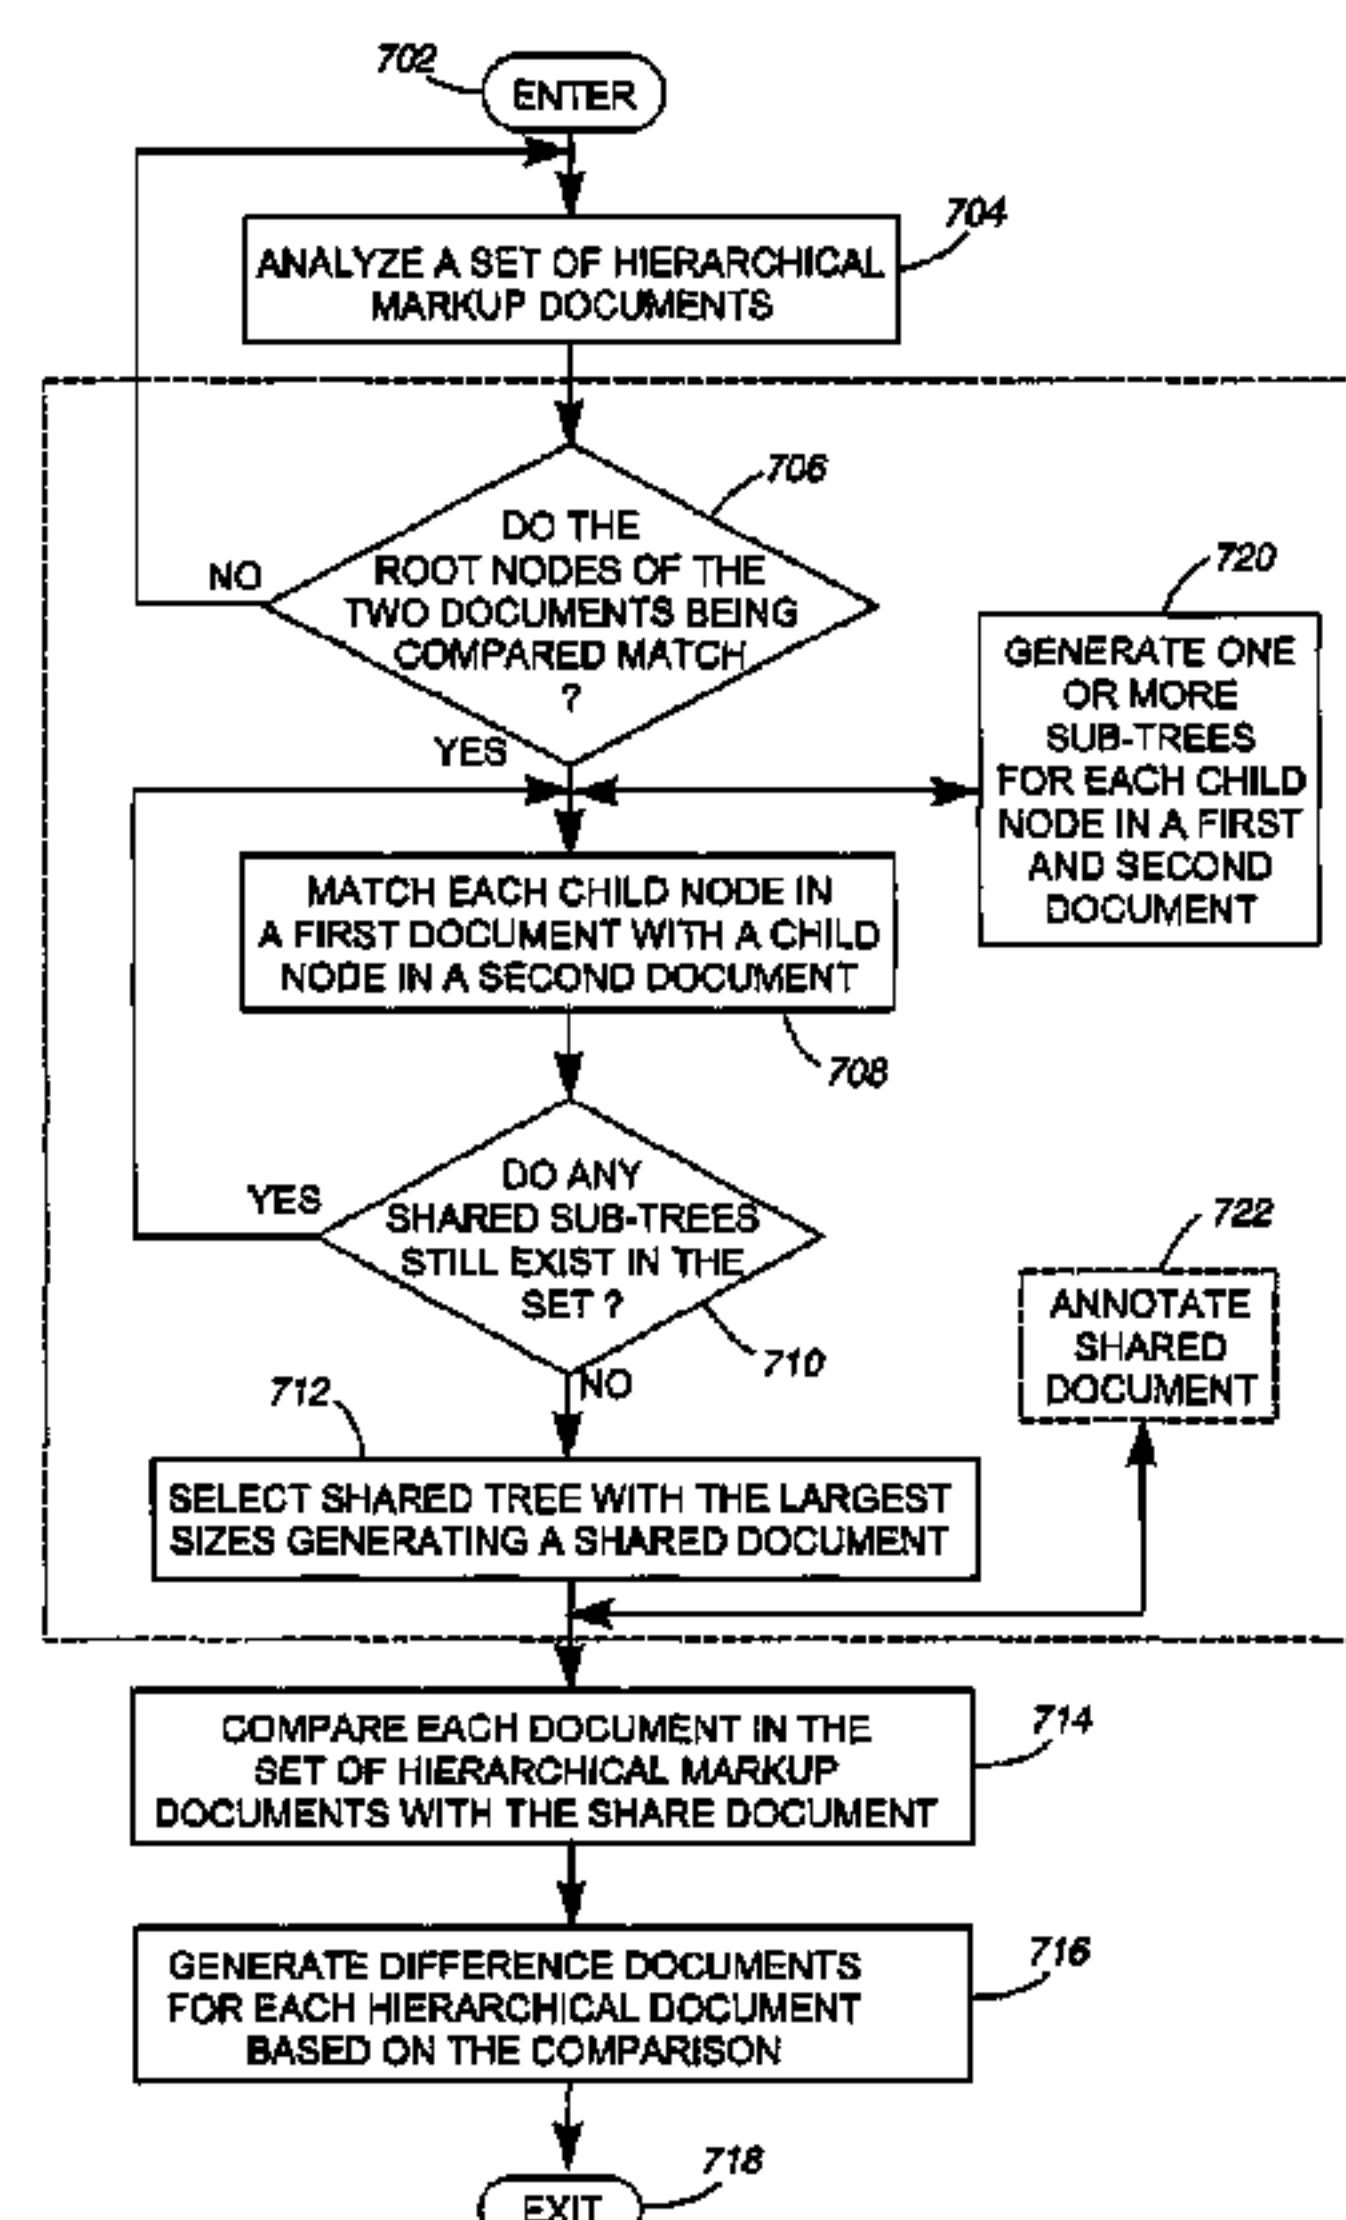 702
ENTER
704
ANALYZE A SET OF HIERARCHICAL
MARKUP DOCUMENTS
706
DO THE
ROOT NODES OF THE
TWO DOCUMENTS BEING
COMPARED MATCH
?
NO
YES
720
GENERATE ONE
OR MORE
SUB-TREES
FOR EACH CHILD
NODE IN A FIRST
AND SECOND
DOCUMENT
MATCH EACH CHILD NODE IN
A FIRST DOCUMENT WITH A CHILD
NODE IN A SECOND DOCUMENT
708
DO ANY
SHARED SUB-TREES
STILL EXIST IN THE
SET ?
YES
710
NO
722
ANNOTATE
SHARED
DOCUMENT
712
SELECT SHARED TREE WITH THE LARGEST
SIZES GENERATING A SHARED DOCUMENT
COMPARE EACH DOCUMENT IN THE
SET OF HIERARCHICAL MARKUP
DOCUMENTS WITH THE SHARE DOCUMENT
714
GENERATE DIFFERENCE DOCUMENTS
FOR EACH HIERARCHICAL DOCUMENT
BASED ON THE COMPARISON
716
718
EXIT